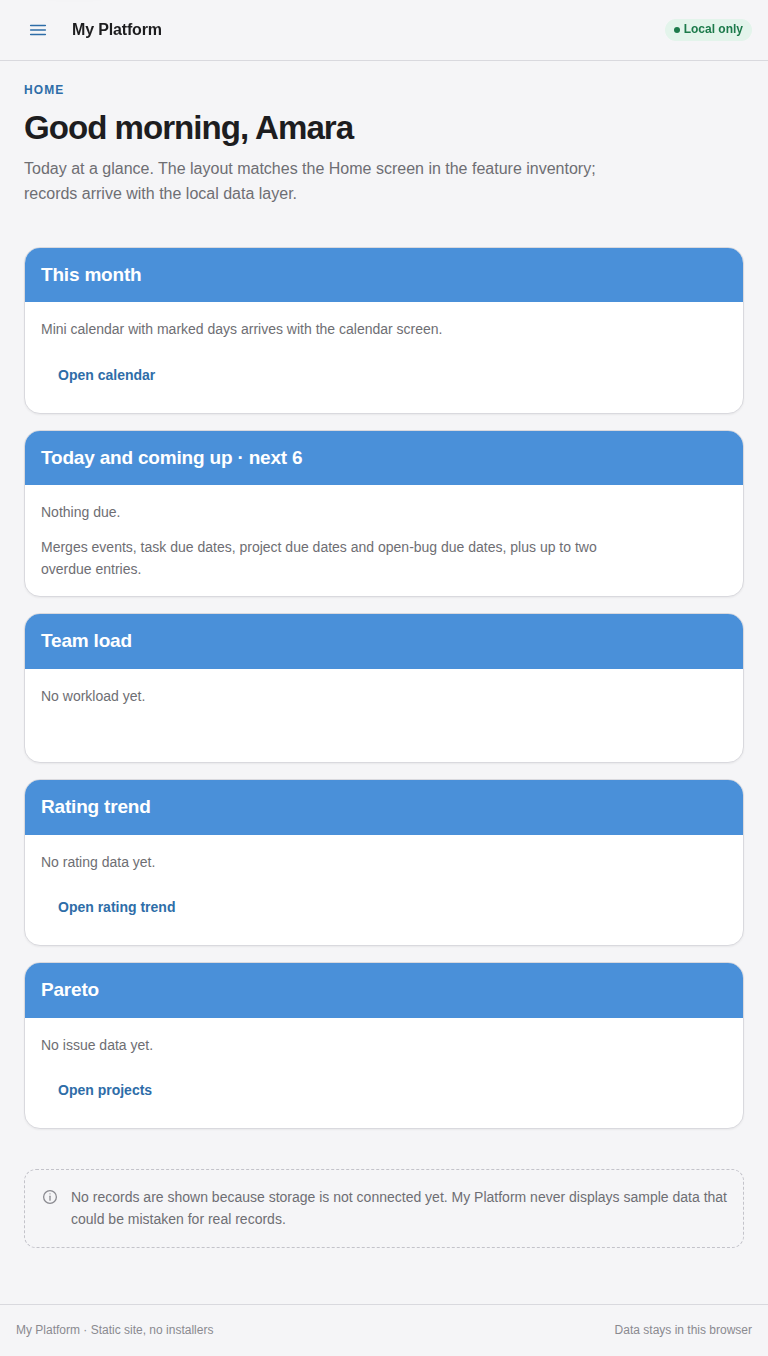 My Platform
Local only
HOME
Good morning, Amara
Today at a glance. The layout matches the Home screen in the feature inventory;
records arrive with the local data layer.
This month
Mini calendar with marked days arrives with the calendar screen.
Open calendar
Today and coming up · next 6
Nothing due.
Merges events, task due dates, project due dates and open-bug due dates, plus up to two
overdue entries.
Team load
No workload yet.
Rating trend
No rating data yet.
Open rating trend
Pareto
No issue data yet.
Open projects
No records are shown because storage is not connected yet. My Platform never displays sample data that
could be mistaken for real records.
My Platform · Static site, no installers
Data stays in this browser